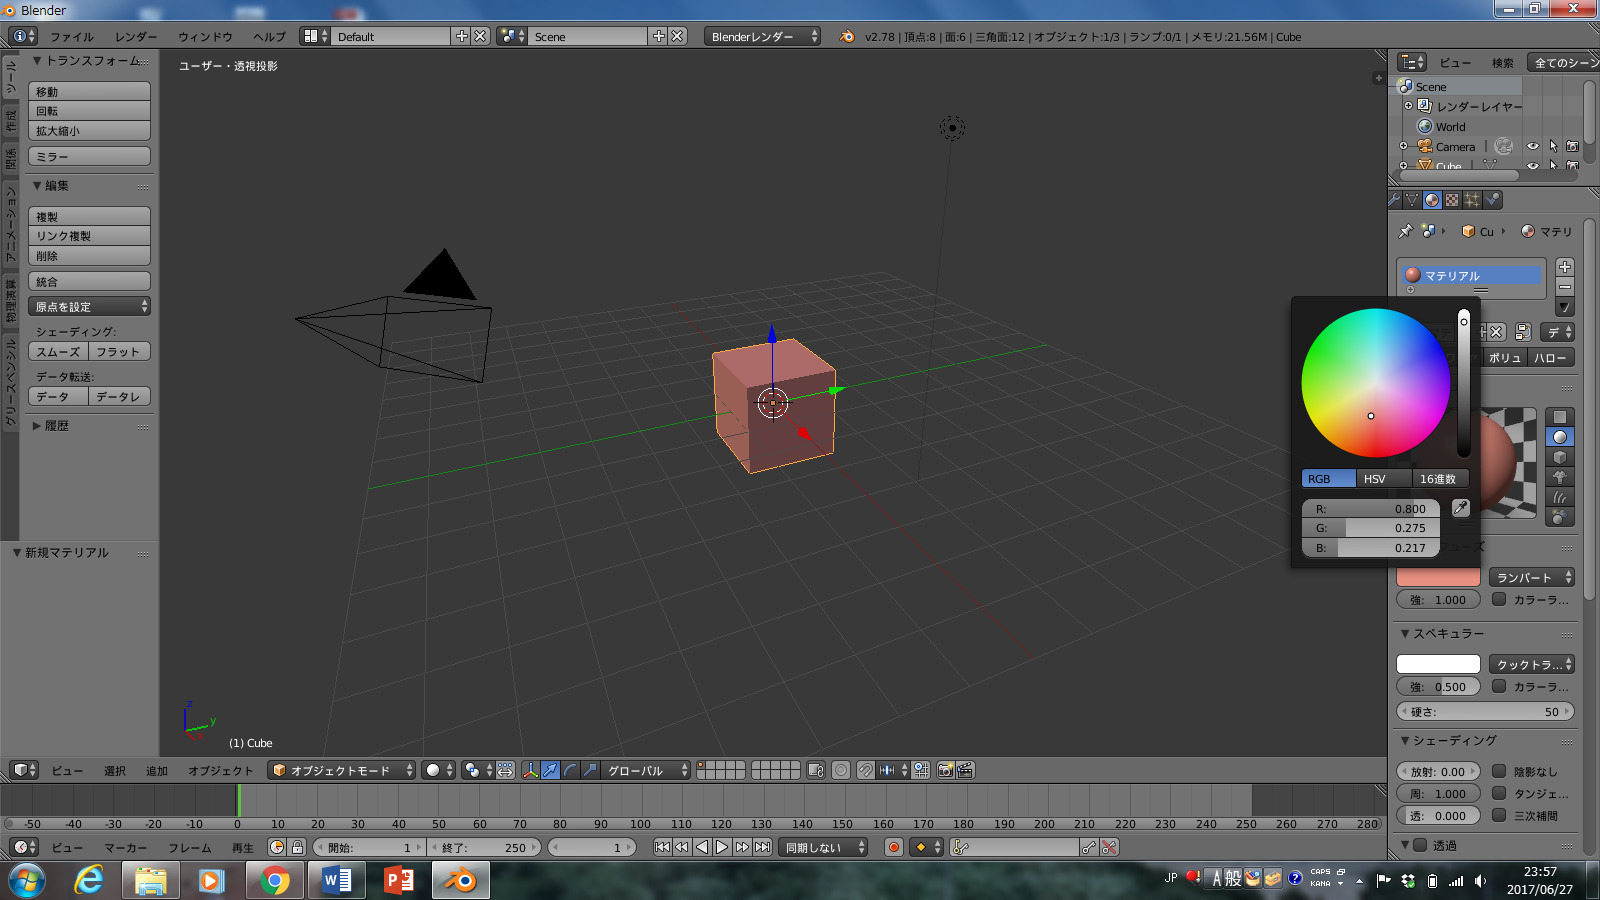 Blender
ファイル レンダー ウィンドウ ヘルプ Default Scene Blenderレンダー v2.78 | 頂点:8 | 面:6 | 三角面:12 | オブジェクト:1/3 | ランプ:0/1 | メモリ:21.56M | Cube
ツール
作成
関係
アニメーション
物理演算
グリースペンシル
トランスフォーム
移動
回転
拡大縮小
ミラー
編集
複製
リンク複製
削除
統合
原点を設定
シェーディング:
スムーズ フラット
データ転送:
データ データレ
履歴
新規マテリアル
ユーザー・透視投影
z
y
x
(1) Cube
ビュー 検索 全てのシーン
Scene
レンダーレイヤー
World
Camera
Cube
Cu マテリ
マテリアル
デ
ボリュ ハロー
RGB HSV 16進数
R: 0.800
G: 0.275
B: 0.217
ランバート
強: 1.000 カラーラ...
スペキュラー
クックトラ...
強: 0.500 カラーラ...
硬さ: 50
シェーディング
放射: 0.00 陰影なし
周: 1.000 タンジェ...
透: 0.000 三次補間
透過
ビュー 選択 追加 オブジェクト オブジェクトモード グローバル
-50 -40 -30 -20 -10 0 10 20 30 40 50 60 70 80 90 100 110 120 130 140 150 160 170 180 190 200 210 220 230 240 250 260 270 280
ビュー マーカー フレーム 再生 開始: 1 終了: 250 1 同期しない
JP A 般 CAPS KANA 23:57
2017/06/27